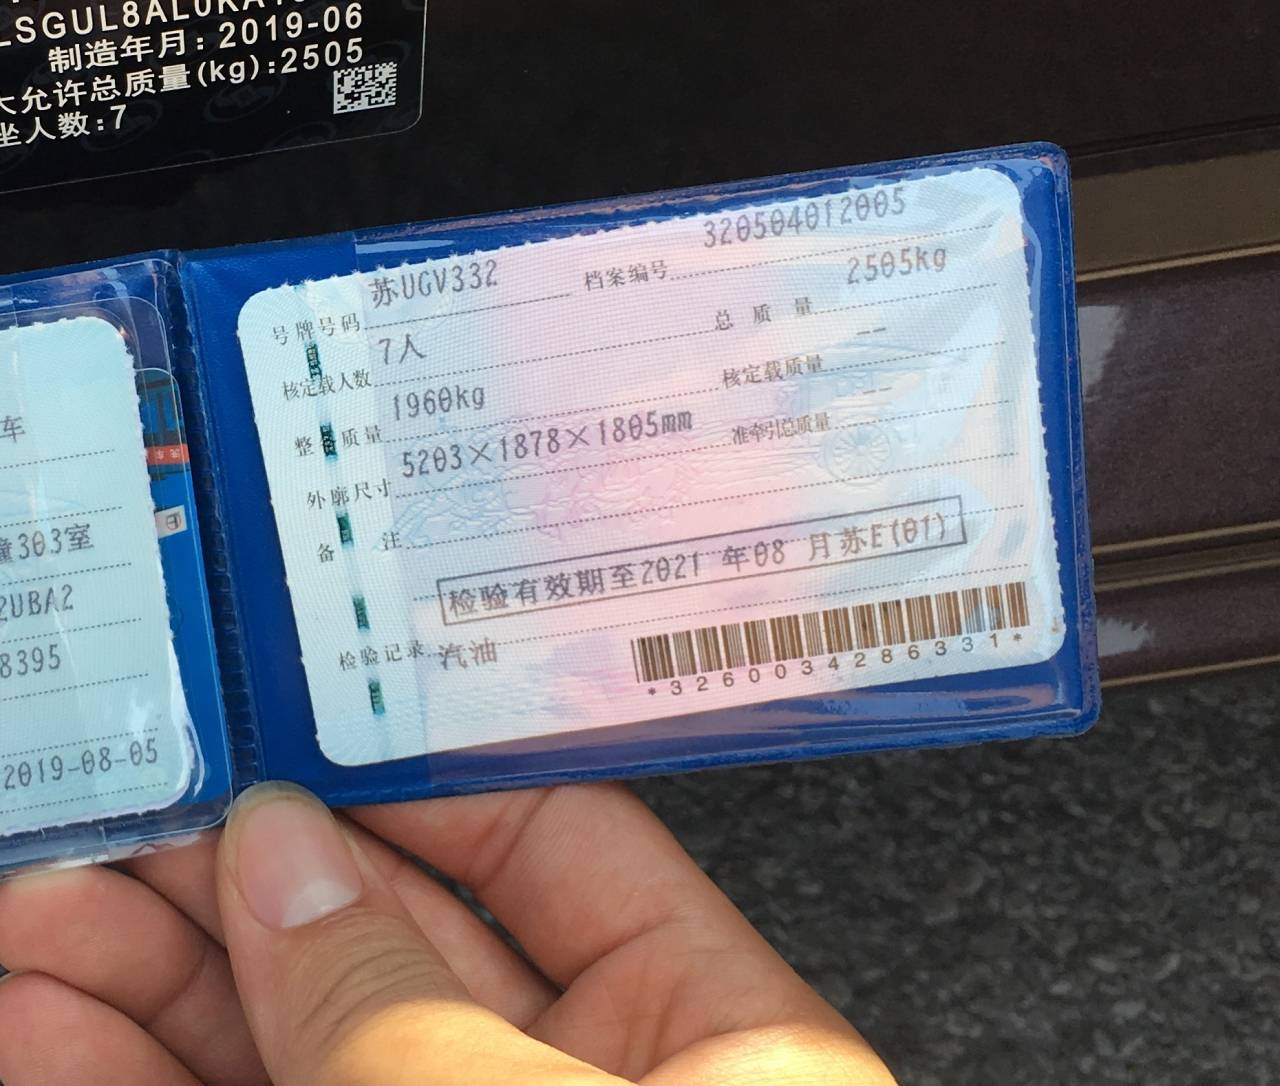 制造年月: 2019-06
大允许总质量(kg):2505
坐人数:7
号牌号码 苏UGV332 档案编号 320504012005
核定载人数 7人 总质量 2505kg
整备质量 1960kg 核定载质量 --
外廓尺寸 5203×1878×1805mm 准牵引总质量 --
备注
检验有效期至2021 年08 月苏E(01)
检验记录 汽油
*3260034286331*
车
303室
2UBA2
8395
2019-08-05